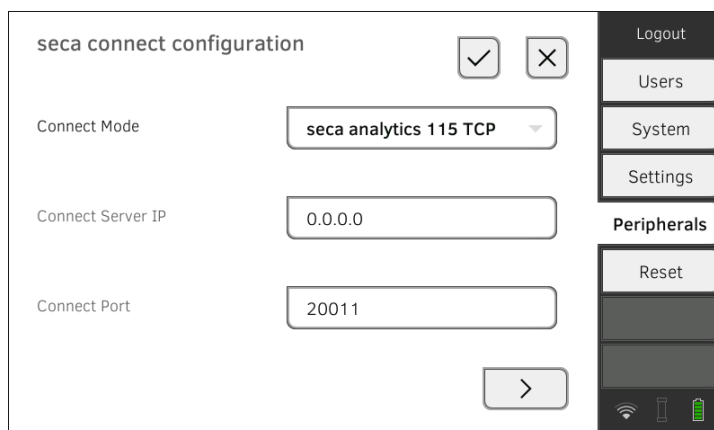 seca connect configuration
Connect Mode
seca analytics 115 TCP
Connect Server IP
0.0.0.0
Connect Port
20011
Logout
Users
System
Settings
Peripherals
Reset